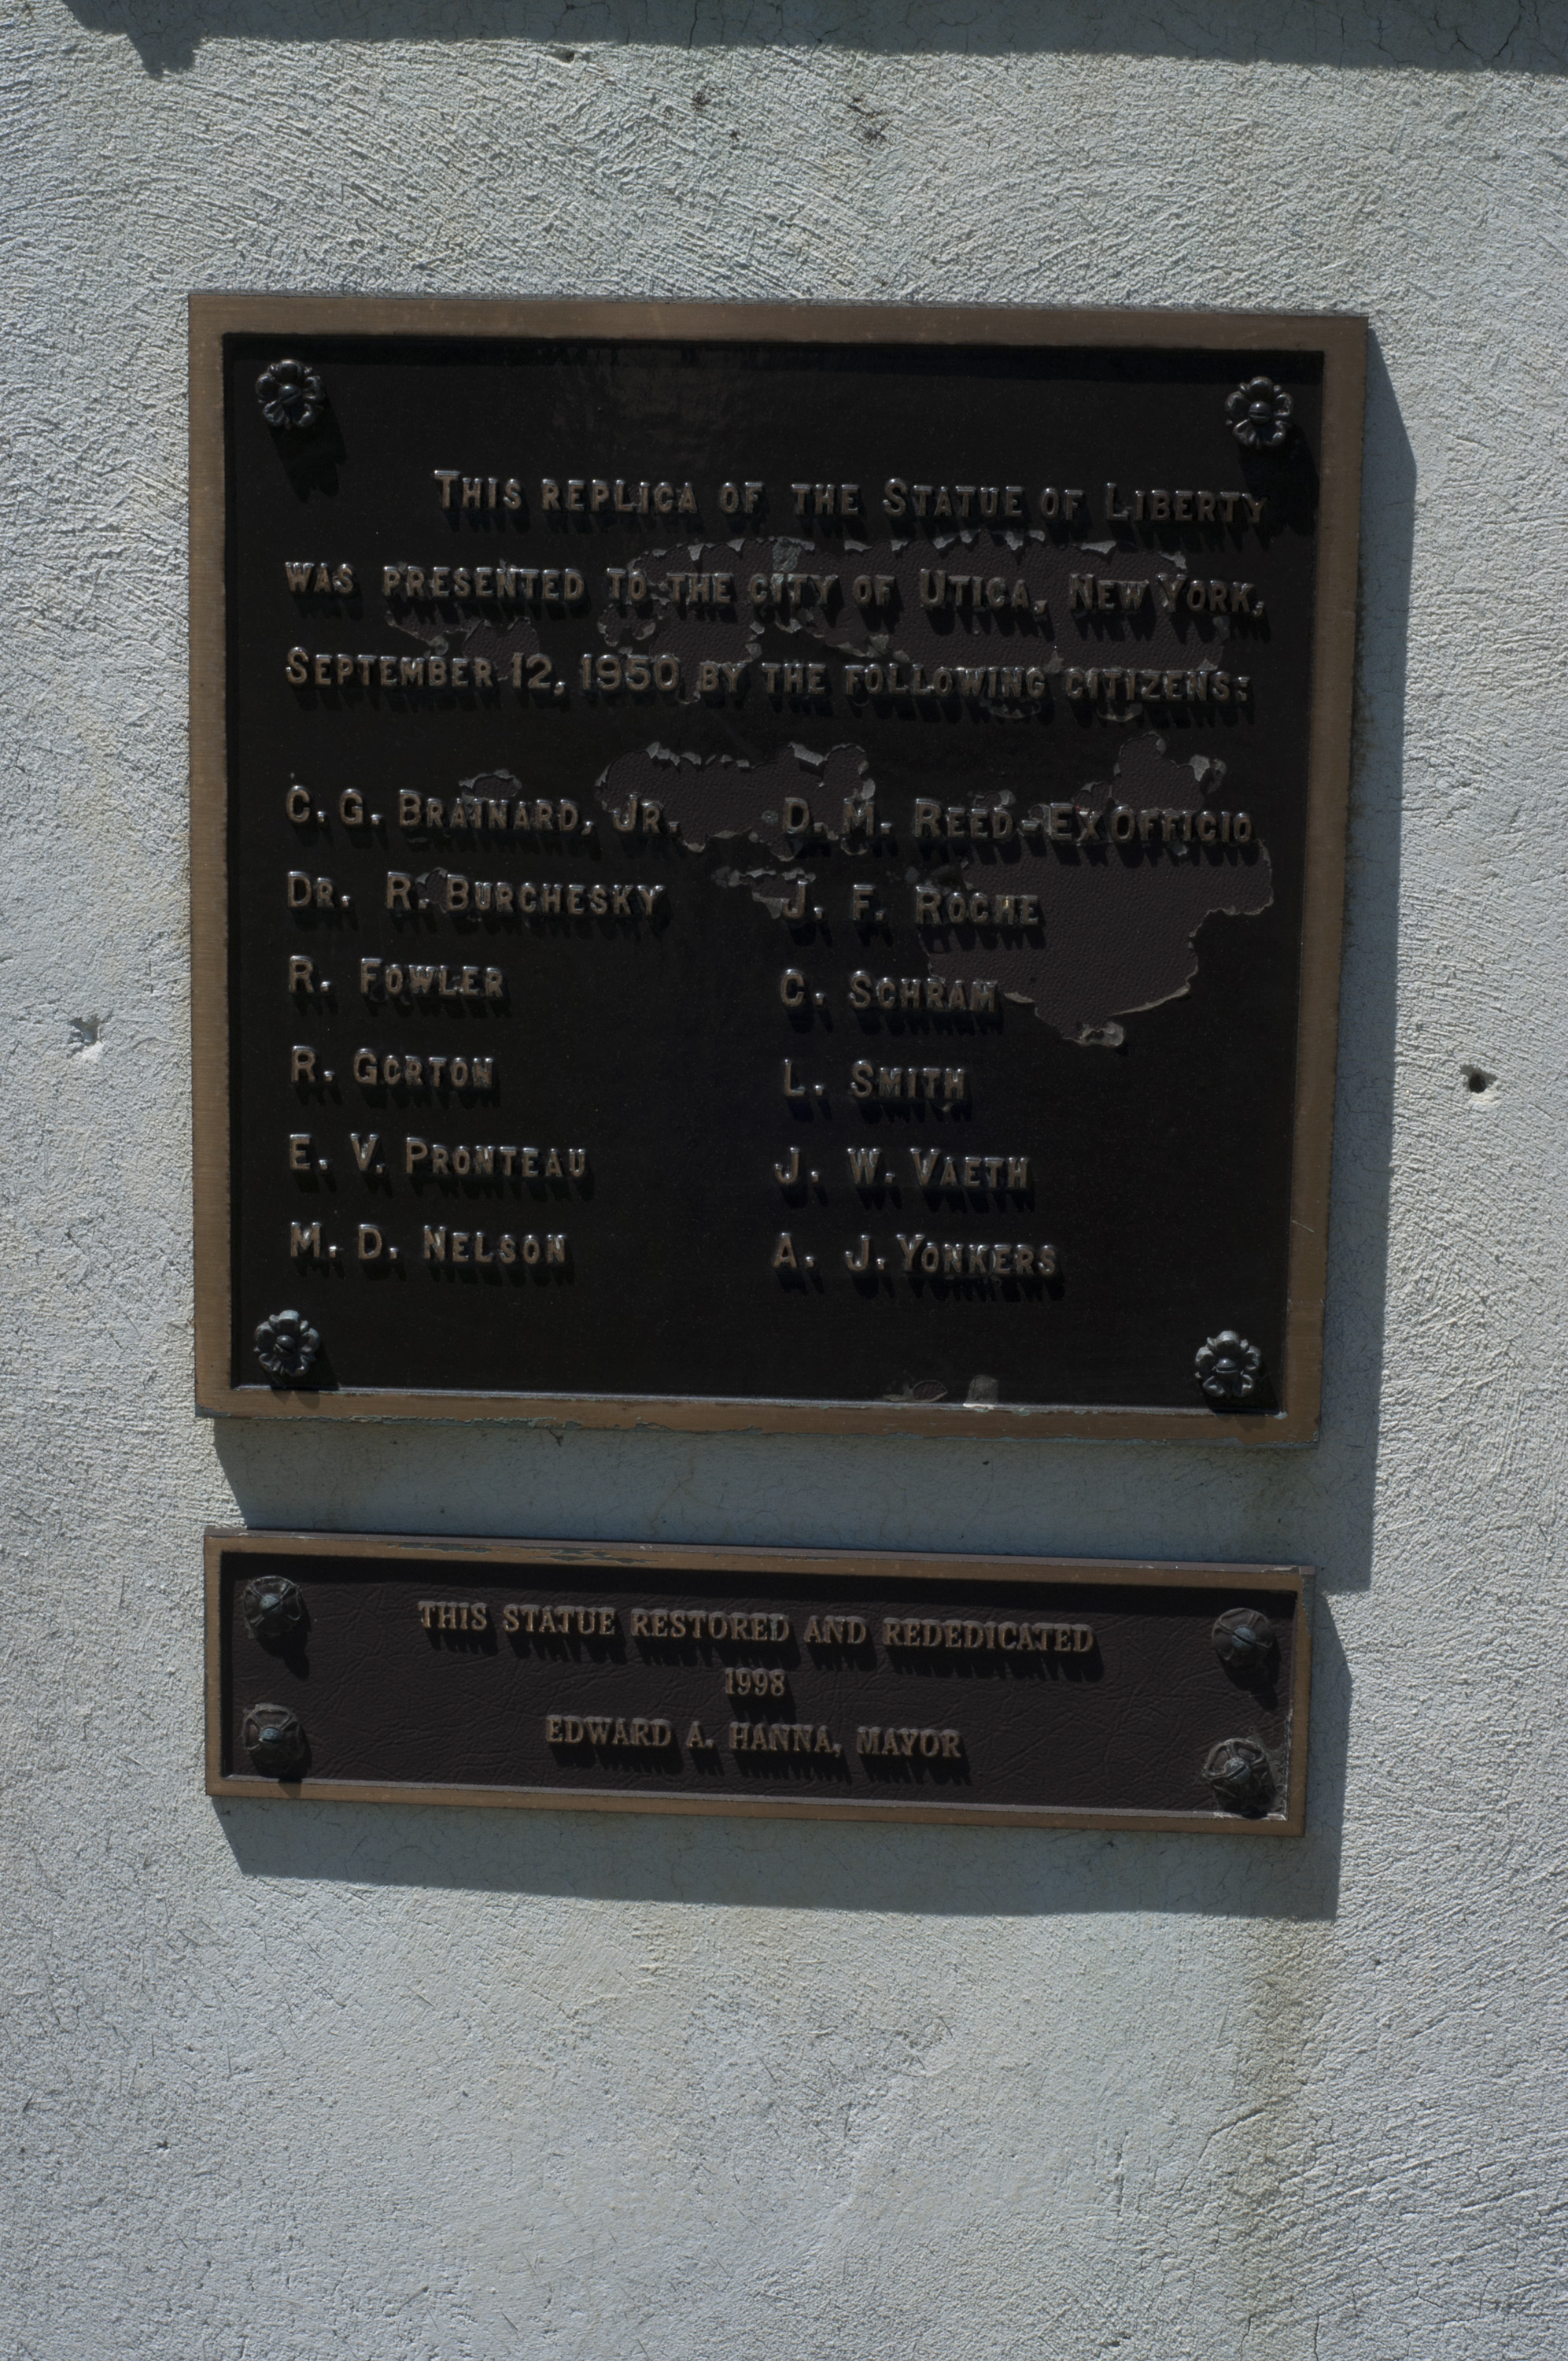 This replica of the Statue of Liberty
was presented to the city of Utica, New York,
September 12, 1950 by the following citizens:
C. G. Brainard, Jr.
Dr. R. Burchesky
R. Fowler
R. Gorton
E. V. Pronteau
M. D. Nelson
D. M. Reed-Ex Officio
J. F. Roche
C. Schram
L. Smith
J. W. Vaeth
A. J. Yonkers
THIS STATUE RESTORED AND REDEDICATED
1998
EDWARD A. HANNA, MAYOR